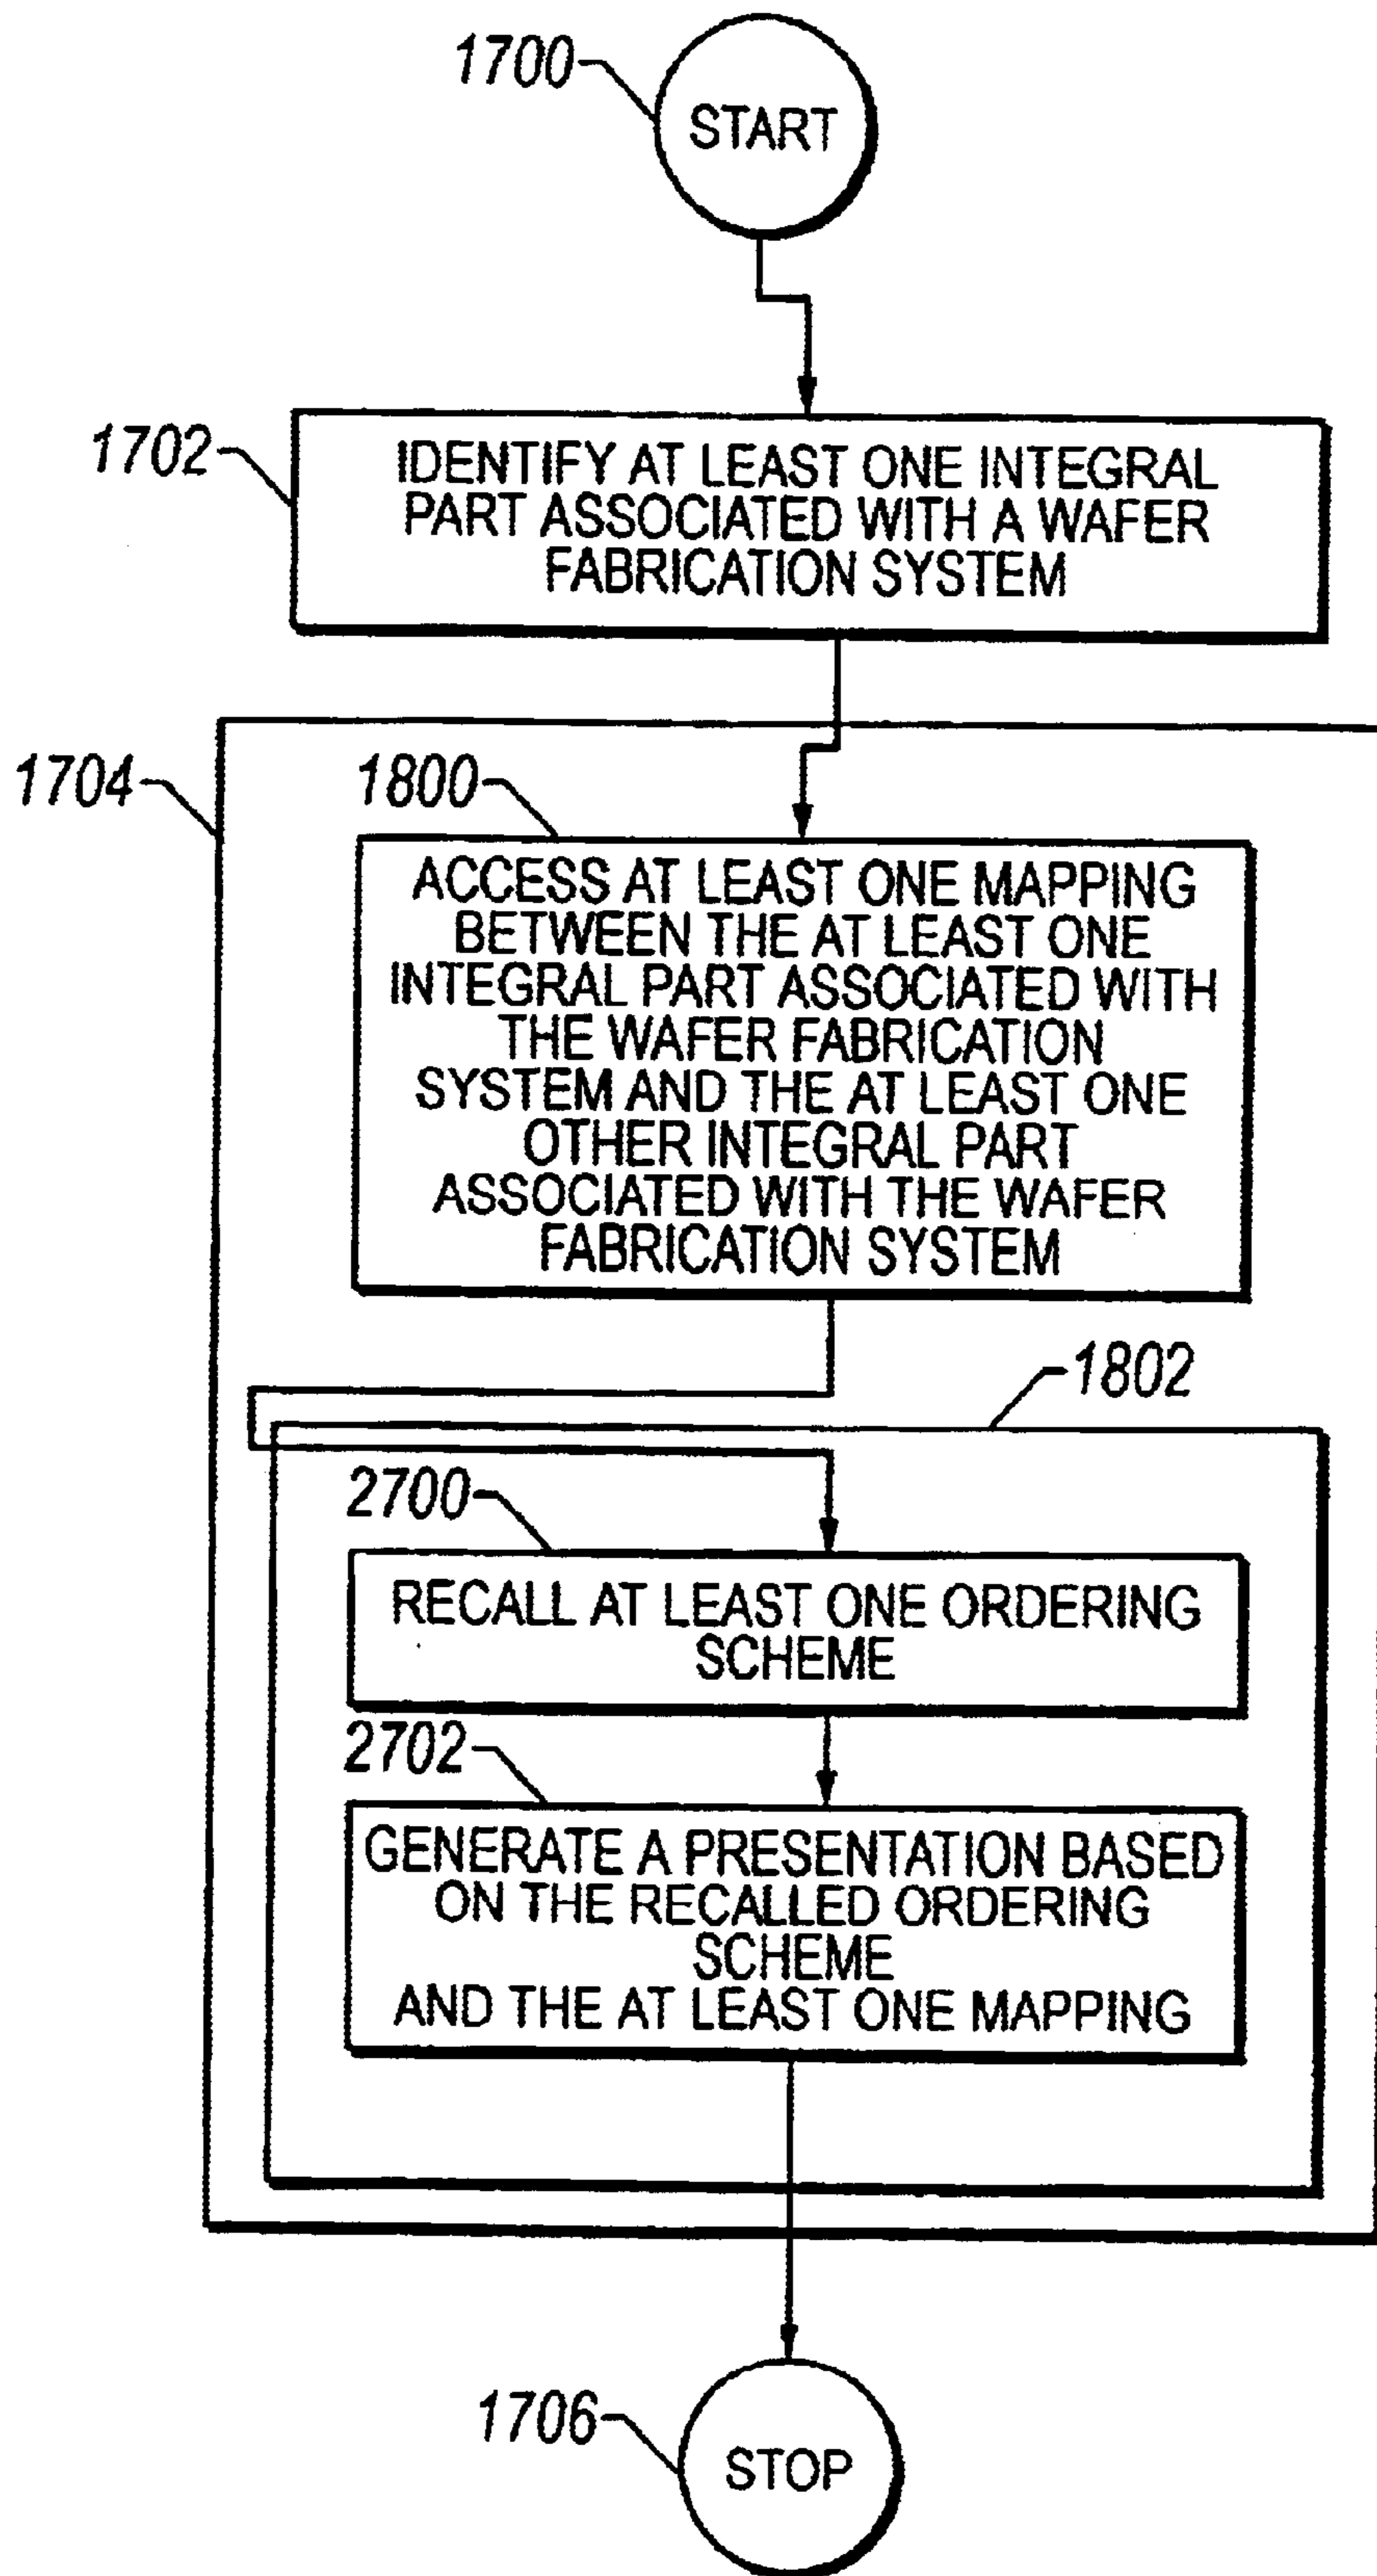 1700
START
1702
IDENTIFY AT LEAST ONE INTEGRAL
PART ASSOCIATED WITH A WAFER
FABRICATION SYSTEM
1704
1800
ACCESS AT LEAST ONE MAPPING
BETWEEN THE AT LEAST ONE
INTEGRAL PART ASSOCIATED WITH
THE WAFER FABRICATION
SYSTEM AND THE AT LEAST ONE
OTHER INTEGRAL PART
ASSOCIATED WITH THE WAFER
FABRICATION SYSTEM
1802
2700
RECALL AT LEAST ONE ORDERING
SCHEME
2702
GENERATE A PRESENTATION BASED
ON THE RECALLED ORDERING
SCHEME
AND THE AT LEAST ONE MAPPING
1706
STOP